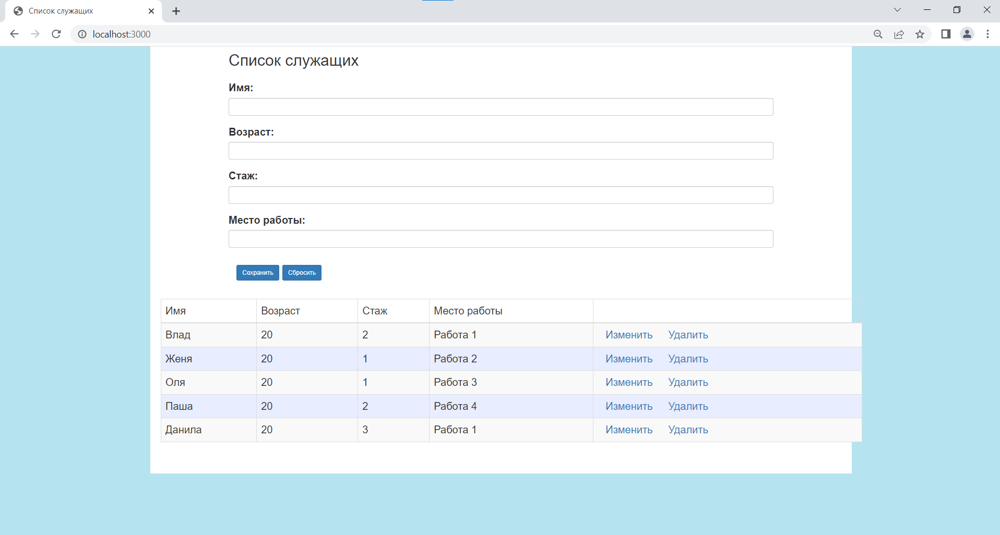 Список служащих
localhost:3000
Список служащих
Имя:
Возраст:
Стаж:
Место работы:
Сохранить Сбросить
Имя Возраст Стаж Место работы
Влад 20 2 Работа 1 Изменить Удалить
Женя 20 1 Работа 2 Изменить Удалить
Оля 20 1 Работа 3 Изменить Удалить
Паша 20 2 Работа 4 Изменить Удалить
Данила 20 3 Работа 1 Изменить Удалить